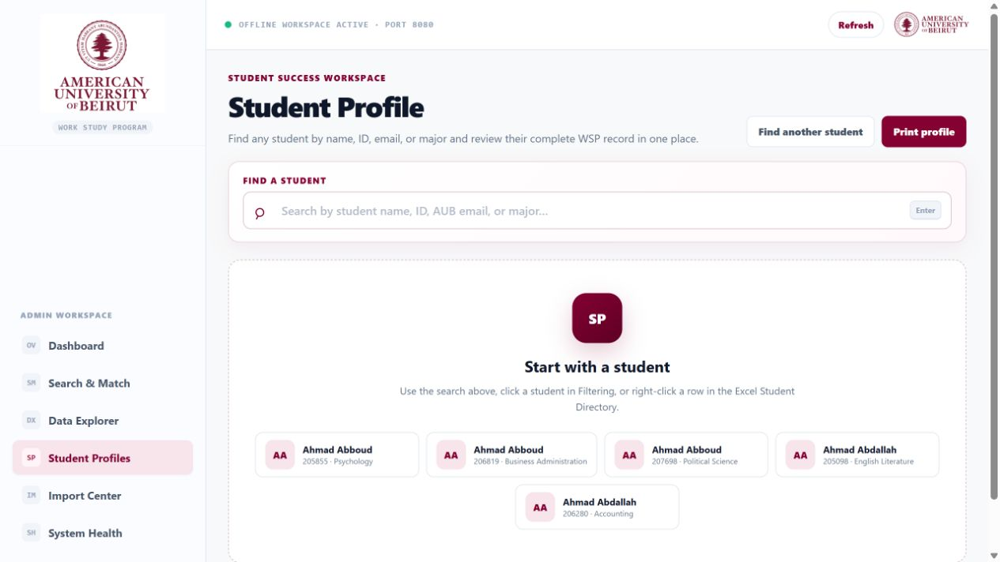 AMERICAN
UNIVERSITY
OF BEIRUT
WORK STUDY PROGRAM
ADMIN WORKSPACE
OV Dashboard
SM Search & Match
DX Data Explorer
SP Student Profiles
IM Import Center
SH System Health
OFFLINE WORKSPACE ACTIVE · PORT 8080
Refresh
AMERICAN
UNIVERSITY
OF BEIRUT
STUDENT SUCCESS WORKSPACE
Student Profile
Find any student by name, ID, email, or major and review their complete WSP record in one place.
Find another student
Print profile
FIND A STUDENT
Search by student name, ID, AUB email, or major...
Enter
SP
Start with a student
Use the search above, click a student in Filtering, or right-click a row in the Excel Student
Directory.
AA Ahmad Abboud
205855 · Psychology
AA Ahmad Abboud
206819 · Business Administration
AA Ahmad Abboud
207698 · Political Science
AA Ahmad Abdallah
205098 · English Literature
AA Ahmad Abdallah
206280 · Accounting